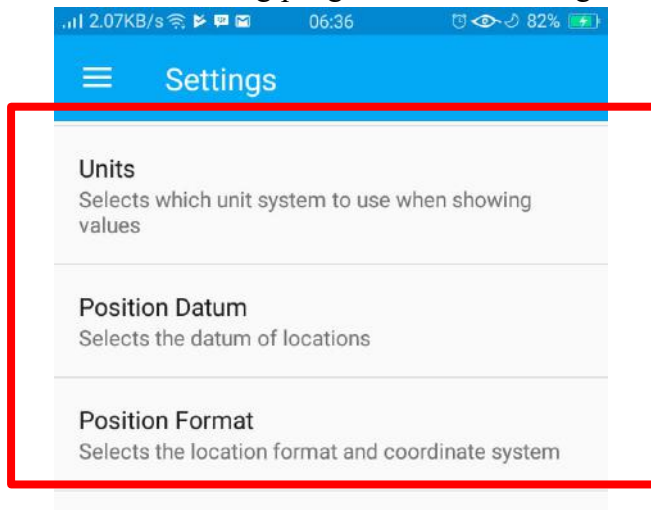 2.07KB/s 06:36 82%
Settings
Units
Selects which unit system to use when showing
values
Position Datum
Selects the datum of locations
Position Format
Selects the location format and coordinate system